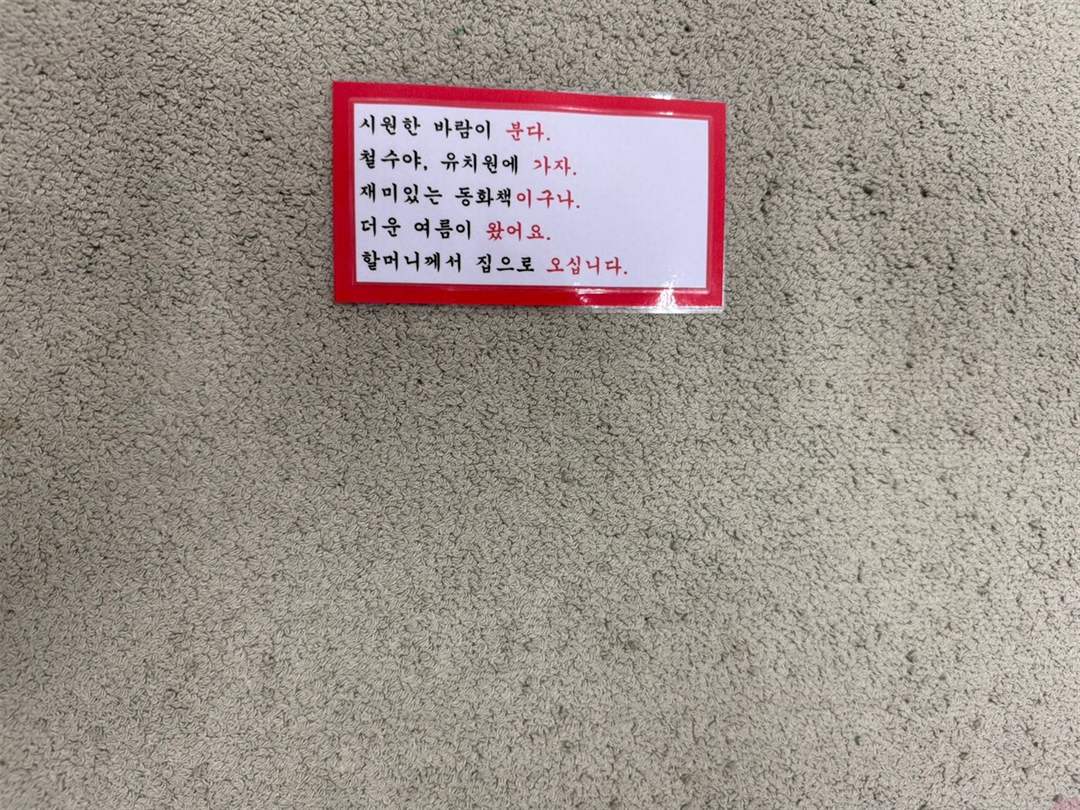 시원한 바람이 분다.
철수야, 유치원에 가자.
재미있는 동화책이구나.
더운 여름이 왔어요.
할머니께서 집으로 오십니다.